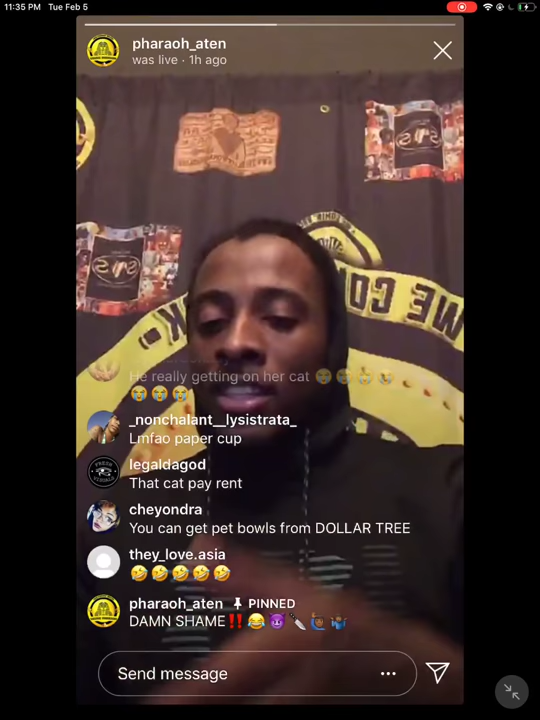 11:35 PM Tue Feb 5
pharaoh_aten
was live · 1h ago
He really getting on her cat 😭😭😭😭
😭😭😭
_nonchalant__lysistrata_
Lmfao paper cup
legaldagod
That cat pay rent
cheyondra
You can get pet bowls from DOLLAR TREE
they_love.asia
🤣🤣🤣🤣🤣
pharaoh_aten PINNED
DAMN SHAME‼️😂😈🔪🙋🏾‍♂️🤷🏾‍♂️
Send message